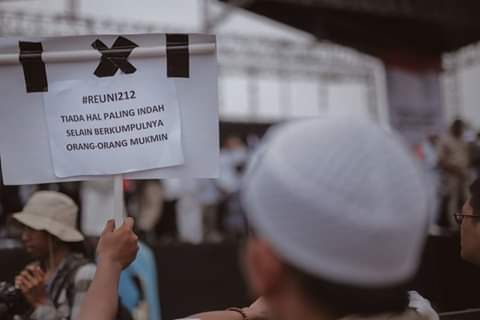 #REUNI212
TIADA HAL PALING INDAH
SELAIN BERKUMPULNYA
ORANG-ORANG MUKMIN